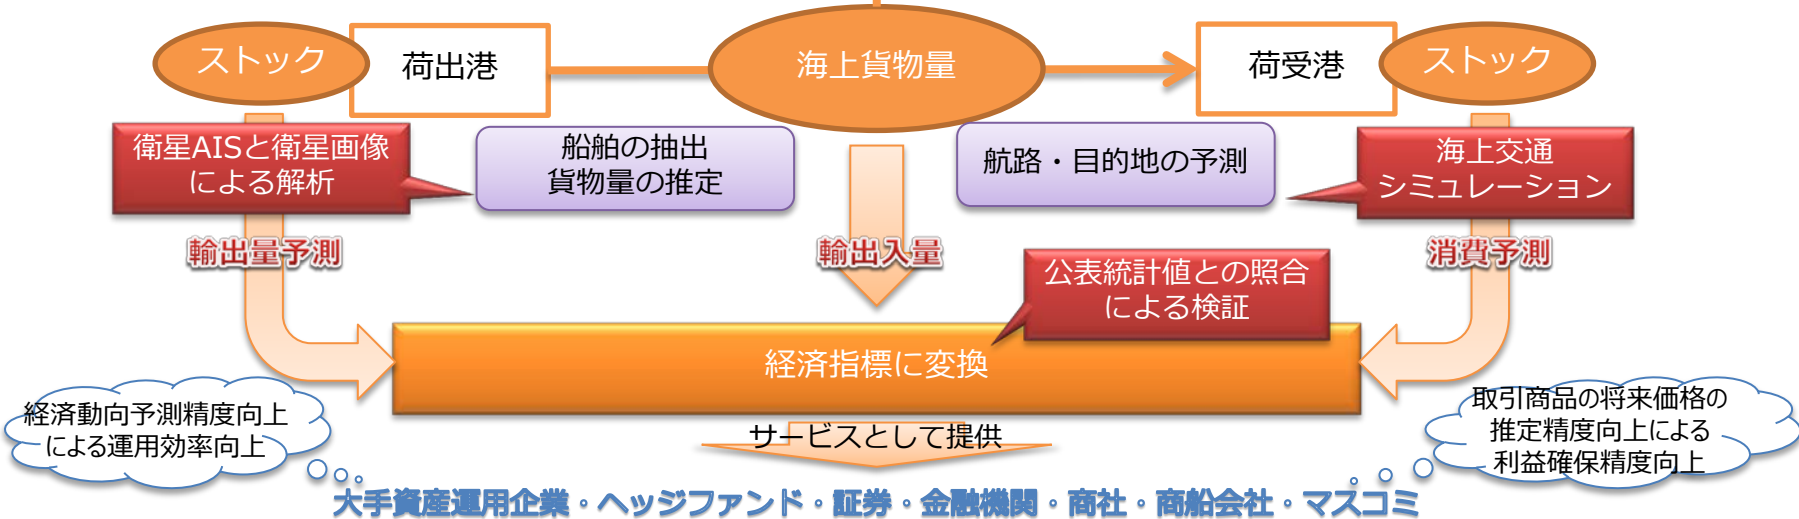 ストック
荷出港
海上貨物量
荷受港
ストック
衛星AISと衛星画像
による解析
船舶の抽出
貨物量の推定
航路・目的地の予測
海上交通
シミュレーション
輸出量予測
輸出入量
消費予測
公表統計値との照合
による検証
経済指標に変換
経済動向予測精度向上
による運用効率向上
サービスとして提供
取引商品の将来価格の
推定精度向上による
利益確保精度向上
大手資産運用企業・ヘッジファンド・証券・金融機関・商社・商船会社・マスコミ